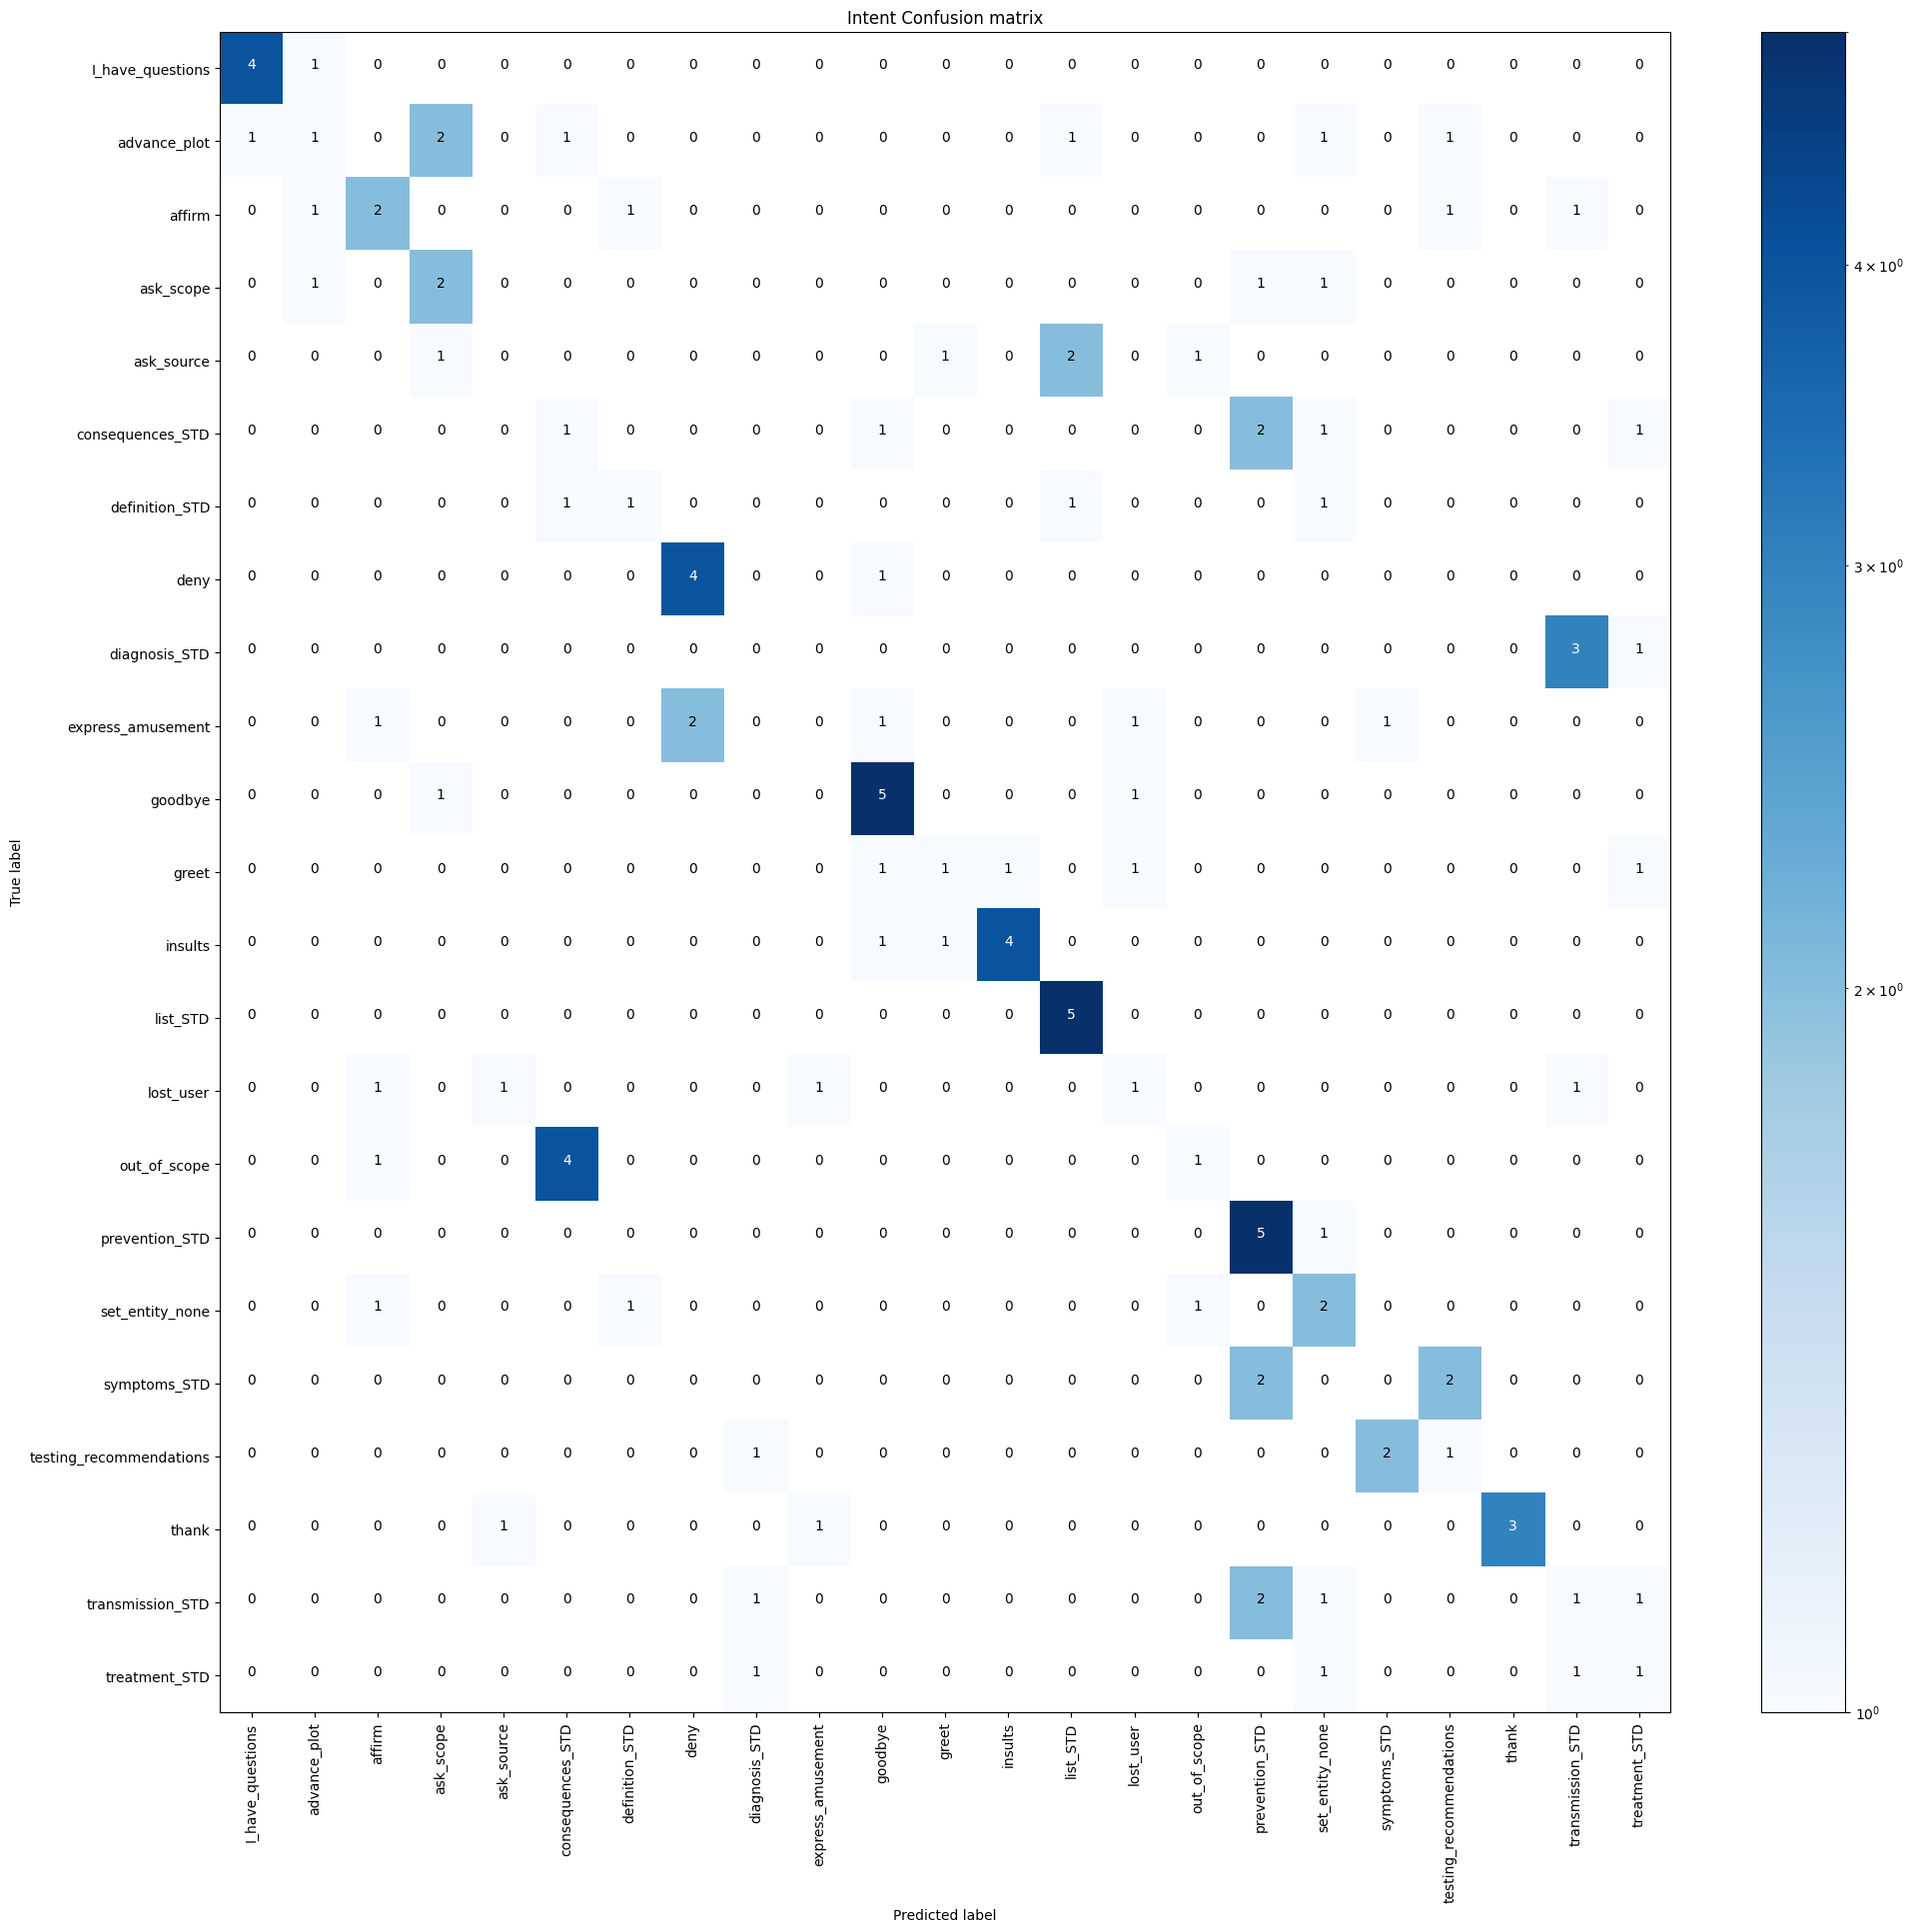 Intent Confusion matrix
I_have_questions 4 1 0 0 0 0 0 0 0 0 0 0 0 0 0 0 0 0 0 0 0 0 0
advance_plot 1 1 0 2 0 1 0 0 0 0 0 0 0 1 0 0 0 1 0 1 0 0 0
affirm 0 1 2 0 0 0 1 0 0 0 0 0 0 0 0 0 0 0 0 1 0 1 0
ask_scope 0 1 0 2 0 0 0 0 0 0 0 0 0 0 0 0 1 1 0 0 0 0 0
4 × 10⁰
ask_source 0 0 0 1 0 0 0 0 0 0 0 1 0 2 0 1 0 0 0 0 0 0 0
consequences_STD 0 0 0 0 0 1 0 0 0 0 1 0 0 0 0 0 2 1 0 0 0 0 1
definition_STD 0 0 0 0 0 1 1 0 0 0 0 0 0 1 0 0 0 1 0 0 0 0 0
deny 0 0 0 0 0 0 0 4 0 0 1 0 0 0 0 0 0 0 0 0 0 0 0
3 × 10⁰
diagnosis_STD 0 0 0 0 0 0 0 0 0 0 0 0 0 0 0 0 0 0 0 0 0 3 1
express_amusement 0 0 1 0 0 0 0 2 0 0 1 0 0 0 1 0 0 0 1 0 0 0 0
goodbye 0 0 0 1 0 0 0 0 0 0 5 0 0 0 1 0 0 0 0 0 0 0 0
True label
greet 0 0 0 0 0 0 0 0 0 0 1 1 1 0 1 0 0 0 0 0 0 0 1
insults 0 0 0 0 0 0 0 0 0 0 1 1 4 0 0 0 0 0 0 0 0 0 0
2 × 10⁰
list_STD 0 0 0 0 0 0 0 0 0 0 0 0 0 5 0 0 0 0 0 0 0 0 0
lost_user 0 0 1 0 1 0 0 0 0 1 0 0 0 0 1 0 0 0 0 0 0 1 0
out_of_scope 0 0 1 0 0 4 0 0 0 0 0 0 0 0 0 1 0 0 0 0 0 0 0
prevention_STD 0 0 0 0 0 0 0 0 0 0 0 0 0 0 0 0 5 1 0 0 0 0 0
set_entity_none 0 0 1 0 0 0 1 0 0 0 0 0 0 0 0 1 0 2 0 0 0 0 0
symptoms_STD 0 0 0 0 0 0 0 0 0 0 0 0 0 0 0 0 2 0 0 2 0 0 0
testing_recommendations 0 0 0 0 0 0 0 0 1 0 0 0 0 0 0 0 0 0 2 1 0 0 0
thank 0 0 0 0 1 0 0 0 0 1 0 0 0 0 0 0 0 0 0 0 3 0 0
transmission_STD 0 0 0 0 0 0 0 0 1 0 0 0 0 0 0 0 2 1 0 0 0 1 1
treatment_STD 0 0 0 0 0 0 0 0 1 0 0 0 0 0 0 0 0 1 0 0 0 1 1
10⁰
I_have_questions
advance_plot
affirm
ask_scope
ask_source
consequences_STD
definition_STD
deny
diagnosis_STD
express_amusement
goodbye
greet
insults
list_STD
lost_user
out_of_scope
prevention_STD
set_entity_none
symptoms_STD
testing_recommendations
thank
transmission_STD
treatment_STD
Predicted label